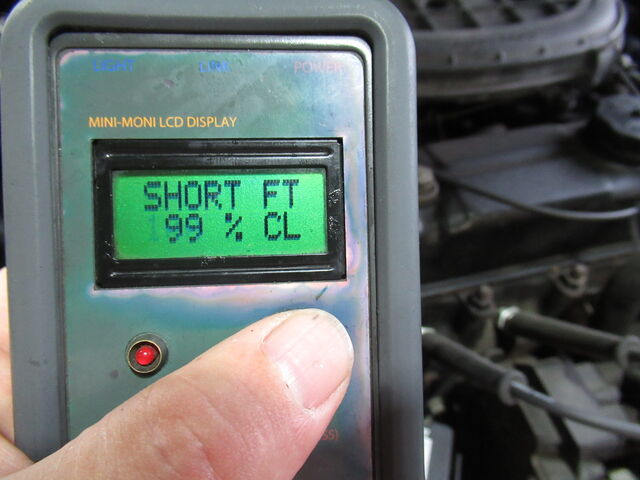 LIGHT LINK POWER
MINI-MONI LCD DISPLAY
SHORT FT
99 % CL